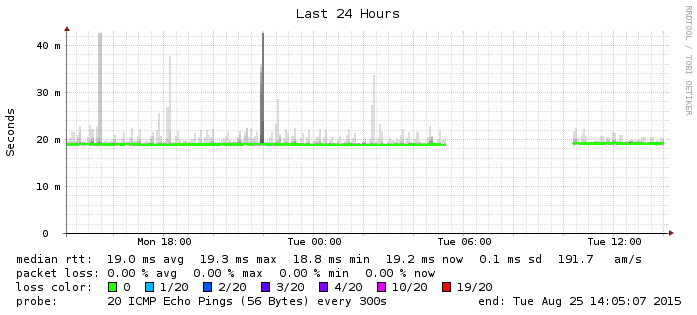 Last 24 Hours
RRDTOOL / TOBI OETIKER
Seconds
40 m
30 m
20 m
10 m
0
Mon 18:00 Tue 00:00 Tue 06:00 Tue 12:00
median rtt: 19.0 ms avg 19.3 ms max 18.8 ms min 19.2 ms now 0.1 ms sd 191.7 am/s
packet loss: 0.00 % avg 0.00 % max 0.00 % min 0.00 % now
loss color: 0 1/20 2/20 3/20 4/20 10/20 19/20
probe: 20 ICMP Echo Pings (56 Bytes) every 300s end: Tue Aug 25 14:05:07 2015